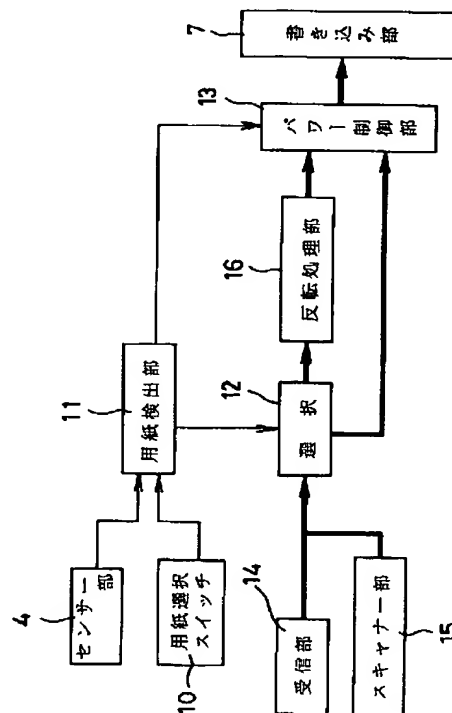 4
センサー
部
10
用紙選択
スイッチ
11
用紙検出部
14
受信部
15
スキャナー部
12
選択
16
反転処理部
13
パワー制御部
7
書き込み部